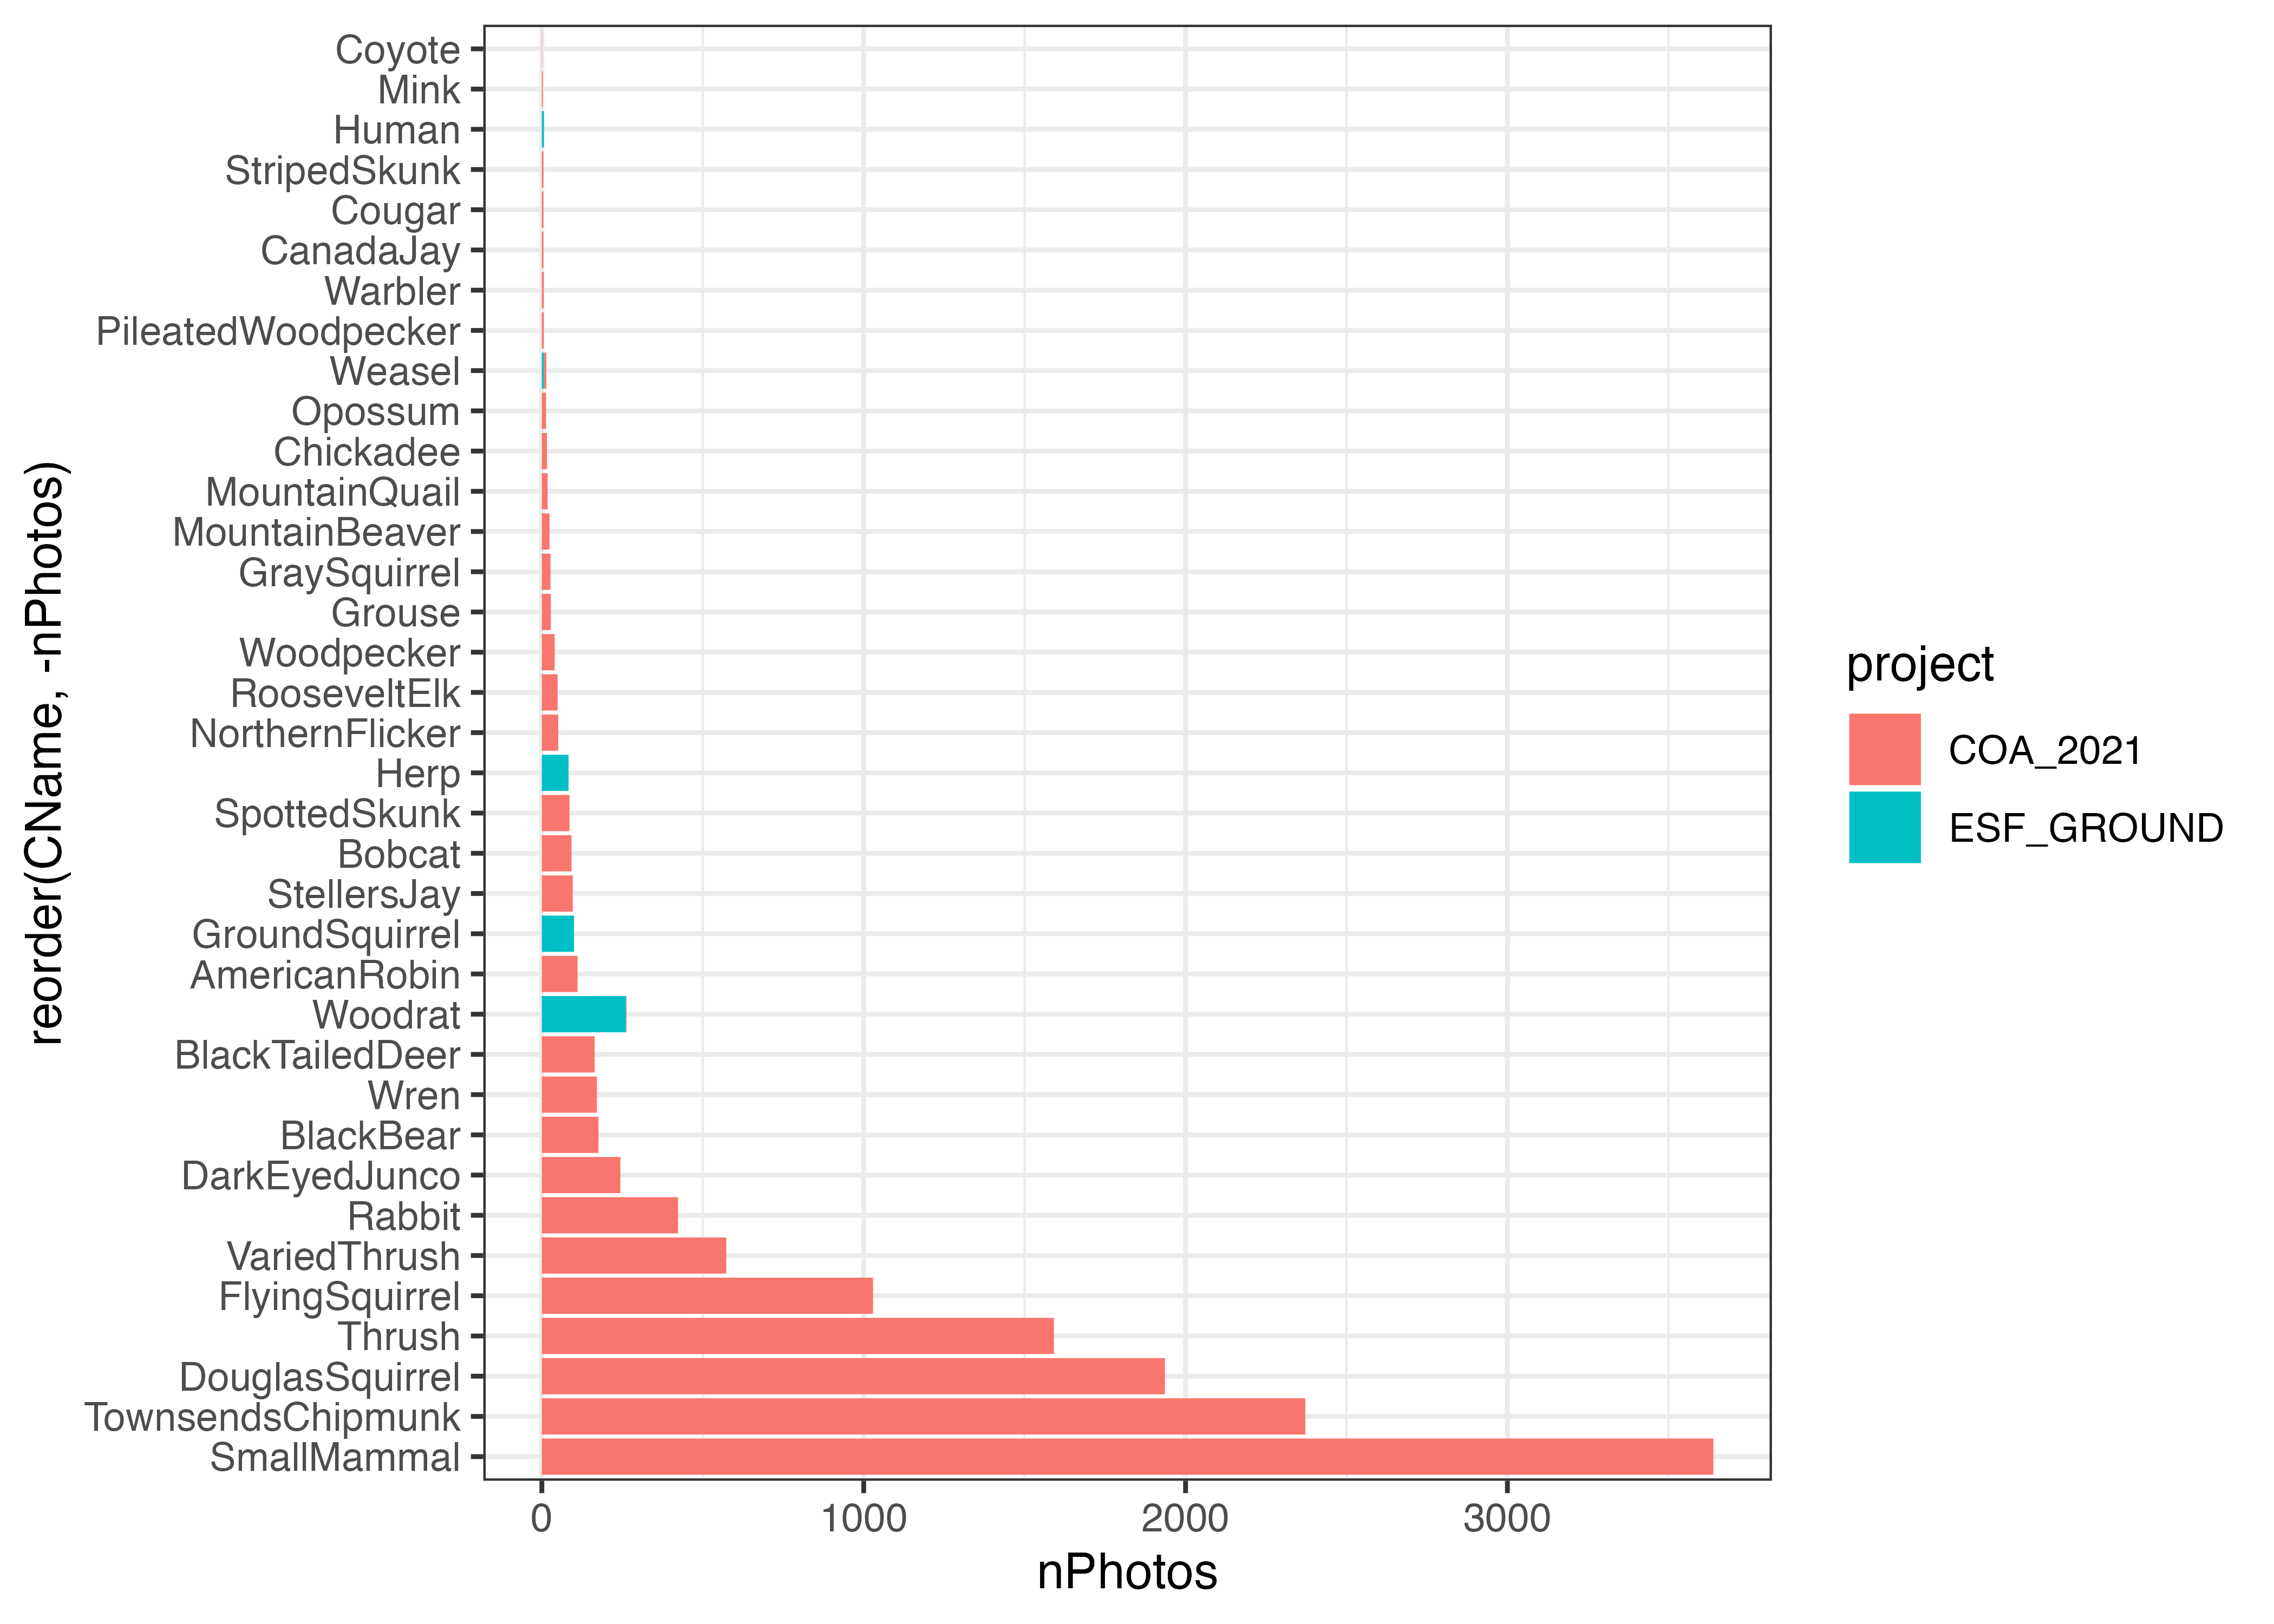 reorder(CName, -nPhotos)
Coyote
Mink
Human
StripedSkunk
Cougar
CanadaJay
Warbler
PileatedWoodpecker
Weasel
Opossum
Chickadee
MountainQuail
MountainBeaver
GraySquirrel
Grouse
Woodpecker
RooseveltElk
NorthernFlicker
Herp
SpottedSkunk
Bobcat
StellersJay
GroundSquirrel
AmericanRobin
Woodrat
BlackTailedDeer
Wren
BlackBear
DarkEyedJunco
Rabbit
VariedThrush
FlyingSquirrel
Thrush
DouglasSquirrel
TownsendsChipmunk
SmallMammal
0 1000 2000 3000
nPhotos
project
COA_2021
ESF_GROUND